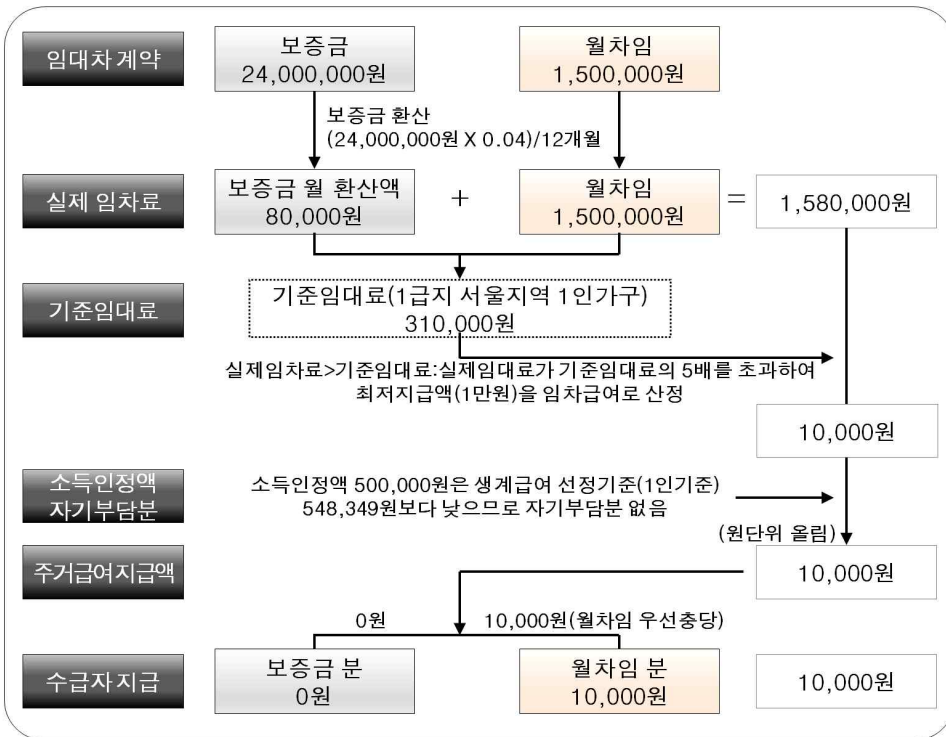 임대차 계약
보증금
24,000,000원
월차임
1,500,000원
보증금 환산
(24,000,000원 X 0.04)/12개월
실제 임차료
보증금 월 환산액
80,000원
+
월차임
1,500,000원
=
1,580,000원
기준임대료
기준임대료(1급지 서울지역 1인가구)
310,000원
실제임차료>기준임대료:실제임대료가 기준임대료의 5배를 초과하여
최저지급액(1만원)을 임차급여로 산정
10,000원
소득인정액
자기부담분
소득인정액 500,000원은 생계급여 선정기준(1인기준)
548,349원보다 낮으므로 자기부담분 없음
(원단위 올림)
주거급여지급액
10,000원
0원
10,000원(월차임 우선충당)
수급자 지급
보증금 분
0원
월차임 분
10,000원
10,000원